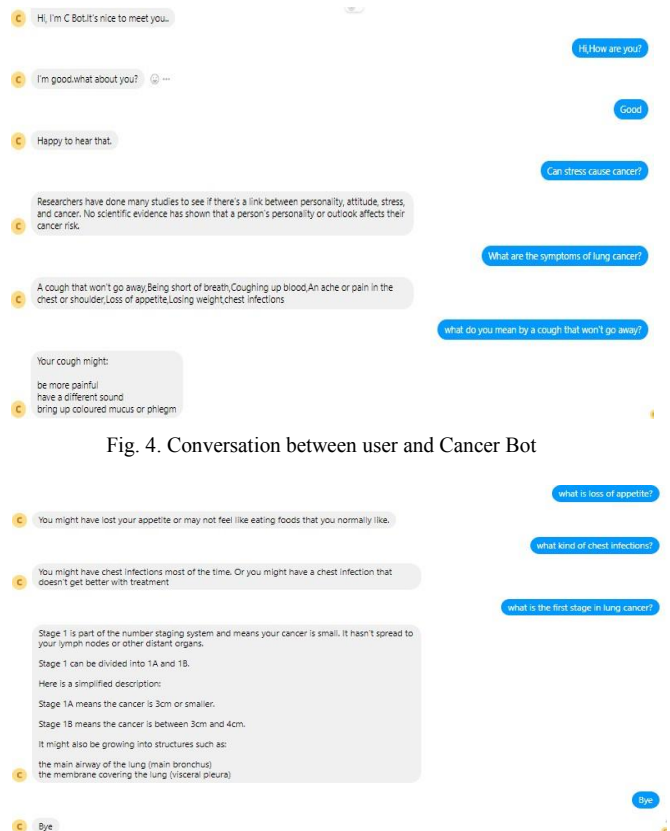 C Hi, I'm C Bot.It's nice to meet you..
Hi,How are you?
C I'm good.what about you?
Good
C Happy to hear that.
Can stress cause cancer?
Researchers have done many studies to see if there's a link between personality, attitude, stress,
and cancer. No scientific evidence has shown that a person's personality or outlook affects their
C cancer risk.
What are the symptoms of lung cancer?
A cough that won't go away,Being short of breath,Coughing up blood,An ache or pain in the
C chest or shoulder,Loss of appetite,Losing weight,chest infections
what do you mean by a cough that won't go away?
Your cough might:
be more painful
have a different sound
C bring up coloured mucus or phlegm
Fig. 4. Conversation between user and Cancer Bot
what is loss of appetite?
C You might have lost your appetite or may not feel like eating foods that you normally like.
what kind of chest infections?
You might have chest infections most of the time. Or you might have a chest infection that
C doesn't get better with treatment
what is the first stage in lung cancer?
Stage 1 is part of the number staging system and means your cancer is small. It hasn't spread to
your lymph nodes or other distant organs.
Stage 1 can be divided into 1A and 1B.
Here is a simplified description:
Stage 1A means the cancer is 3cm or smaller.
Stage 1B means the cancer is between 3cm and 4cm.
It might also be growing into structures such as:
the main airway of the lung (main bronchus)
C the membrane covering the lung (visceral pleura)
Bye
C Bye